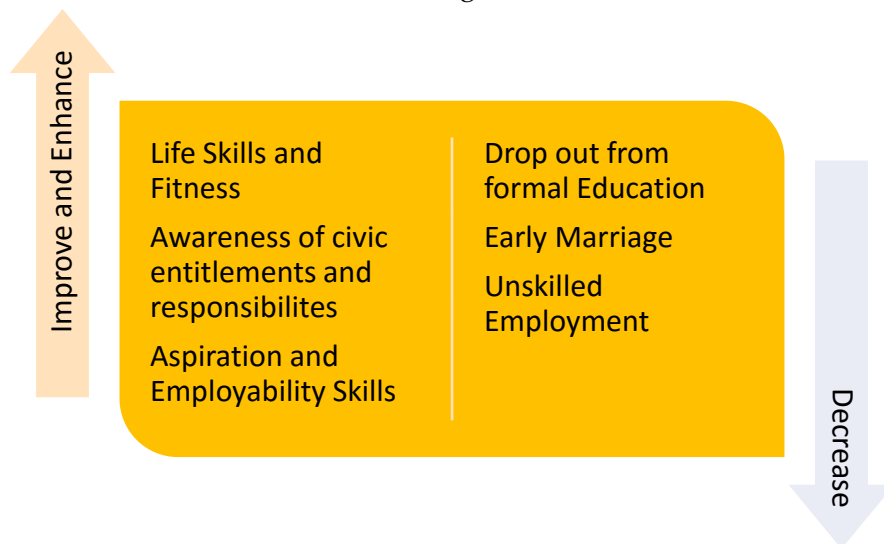 Improve and Enhance
Life Skills and
Fitness
Awareness of civic
entitlements and
responsibilites
Aspiration and
Employability Skills
Drop out from
formal Education
Early Marriage
Unskilled
Employment
Decrease